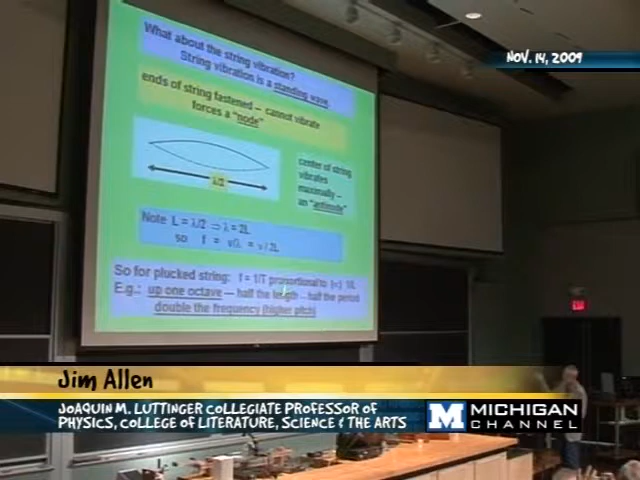 What about the string vibration?
String vibration is a standing wave.
NOV. 14, 2009
ends of string fastened – cannot vibrate
forces a "node"
center of string
vibrates
maximally –
an "antinode"
λ/2
Note L = λ/2 ⇒ λ = 2L
so f = v/λ = v / 2L
So for plucked string: f = 1/T proportional to (∝) 1/L
E.g.: up one octave – half the length – half the period
double the frequency (higher pitch)
EXIT
Jim Allen
JOAQUIN M. LUTTINGER COLLEGIATE PROFESSOR OF
PHYSICS, COLLEGE OF LITERATURE, SCIENCE & THE ARTS
M MICHIGAN
CHANNEL